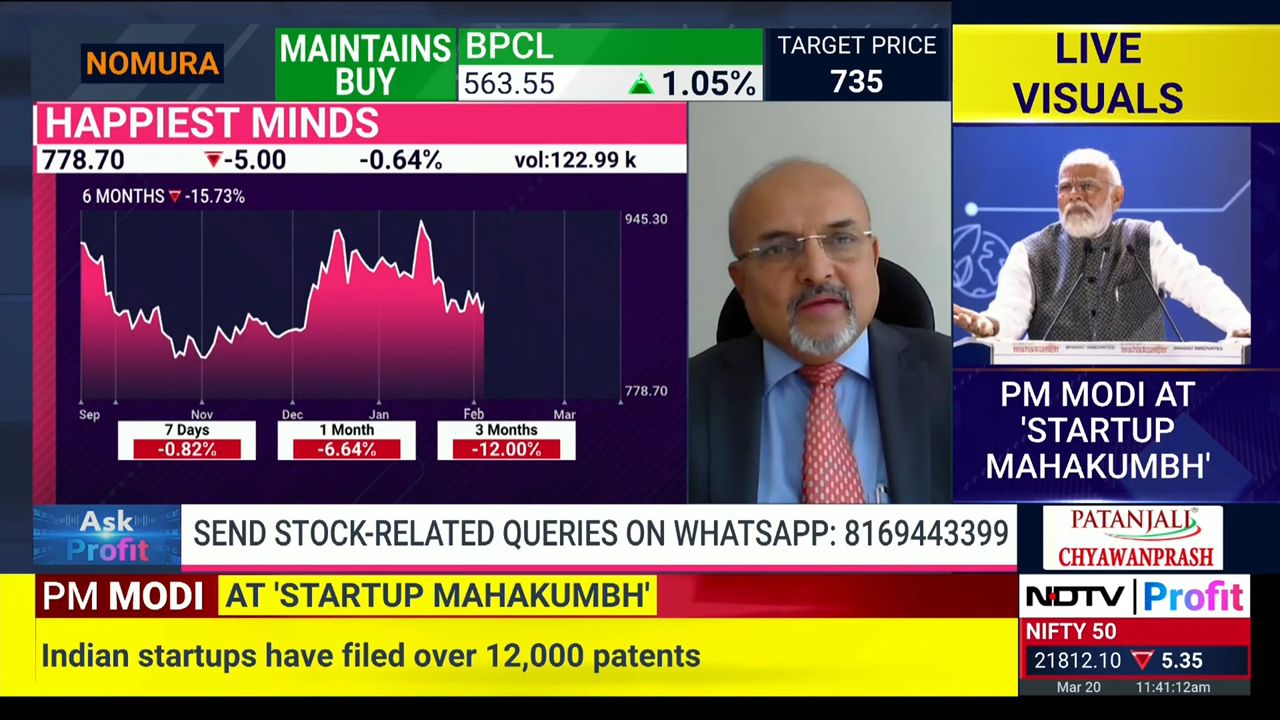 NOMURA
MAINTAINS
BUY
BPCL
563.55
1.05%
TARGET PRICE
735
LIVE
VISUALS
HAPPIEST MINDS
778.70
-5.00
-0.64%
vol:122.99 k
6 MONTHS
-15.73%
945.30
778.70
Sep
Nov
Dec
Jan
Feb
Mar
7 Days
-0.82%
1 Month
-6.64%
3 Months
-12.00%
PM MODI AT
'STARTUP
MAHAKUMBH'
Ask
Profit
SEND STOCK-RELATED QUERIES ON WHATSAPP: 8169443399
PATANJALI
CHYAWANPRASH
PM MODI AT 'STARTUP MAHAKUMBH'
Indian startups have filed over 12,000 patents
NDTV Profit
NIFTY 50
21812.10
5.35
Mar 20
11:41:12am